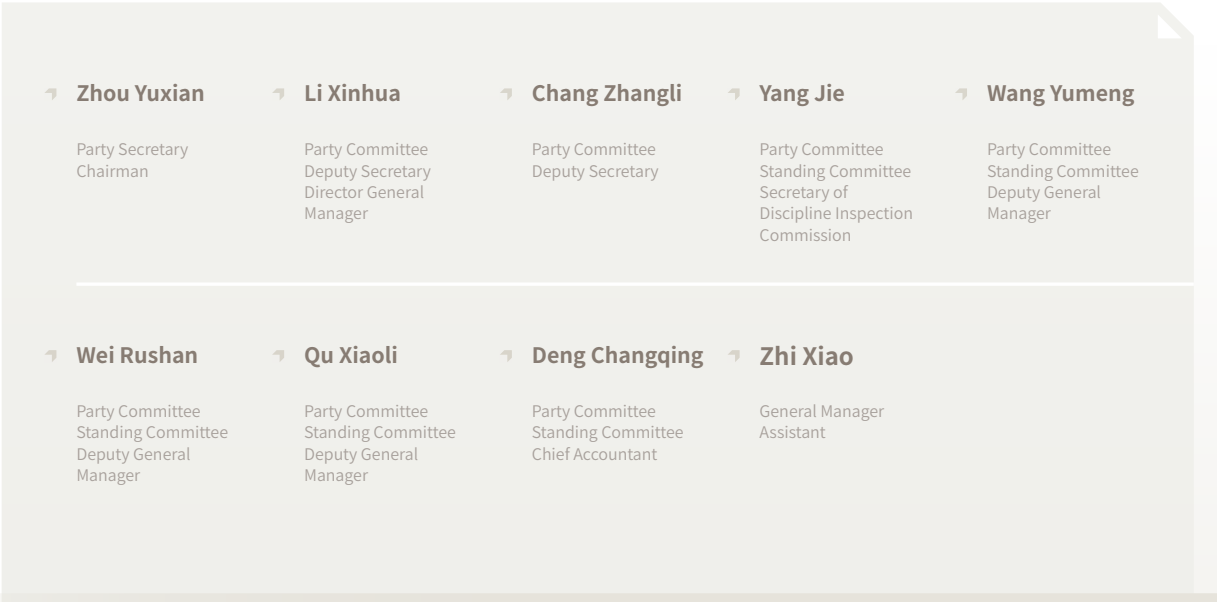 Zhou Yuxian
Party Secretary
Chairman
Li Xinhua
Party Committee
Deputy Secretary
Director General
Manager
Chang Zhangli
Party Committee
Deputy Secretary
Yang Jie
Party Committee
Standing Committee
Secretary of
Discipline Inspection
Commission
Wang Yumeng
Party Committee
Standing Committee
Deputy General
Manager
Wei Rushan
Party Committee
Standing Committee
Deputy General
Manager
Qu Xiaoli
Party Committee
Standing Committee
Deputy General
Manager
Deng Changqing
Party Committee
Standing Committee
Chief Accountant
Zhi Xiao
General Manager
Assistant